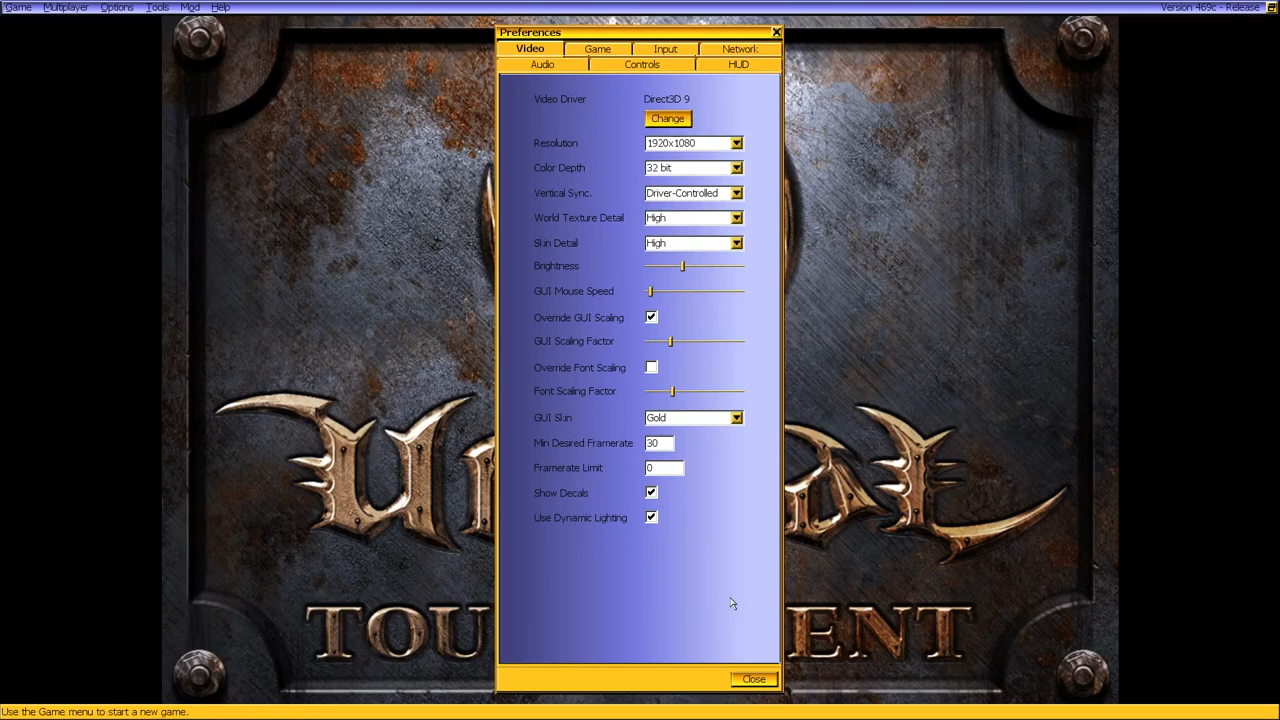 Game Multiplayer Options Tools Mod Help Version 469c - Release
Preferences
Video Game Input Network
Audio Controls HUD
Video Driver Direct3D 9
Change
Resolution 1920x1080
Color Depth 32 bit
Vertical Sync. Driver-Controlled
World Texture Detail High
Skin Detail High
Brightness
GUI Mouse Speed
Override GUI Scaling
GUI Scaling Factor
Override Font Scaling
Font Scaling Factor
GUI Skin Gold
Min Desired Framerate 30
Framerate Limit 0
Show Decals
Use Dynamic Lighting
Close
Use the Game menu to start a new game.